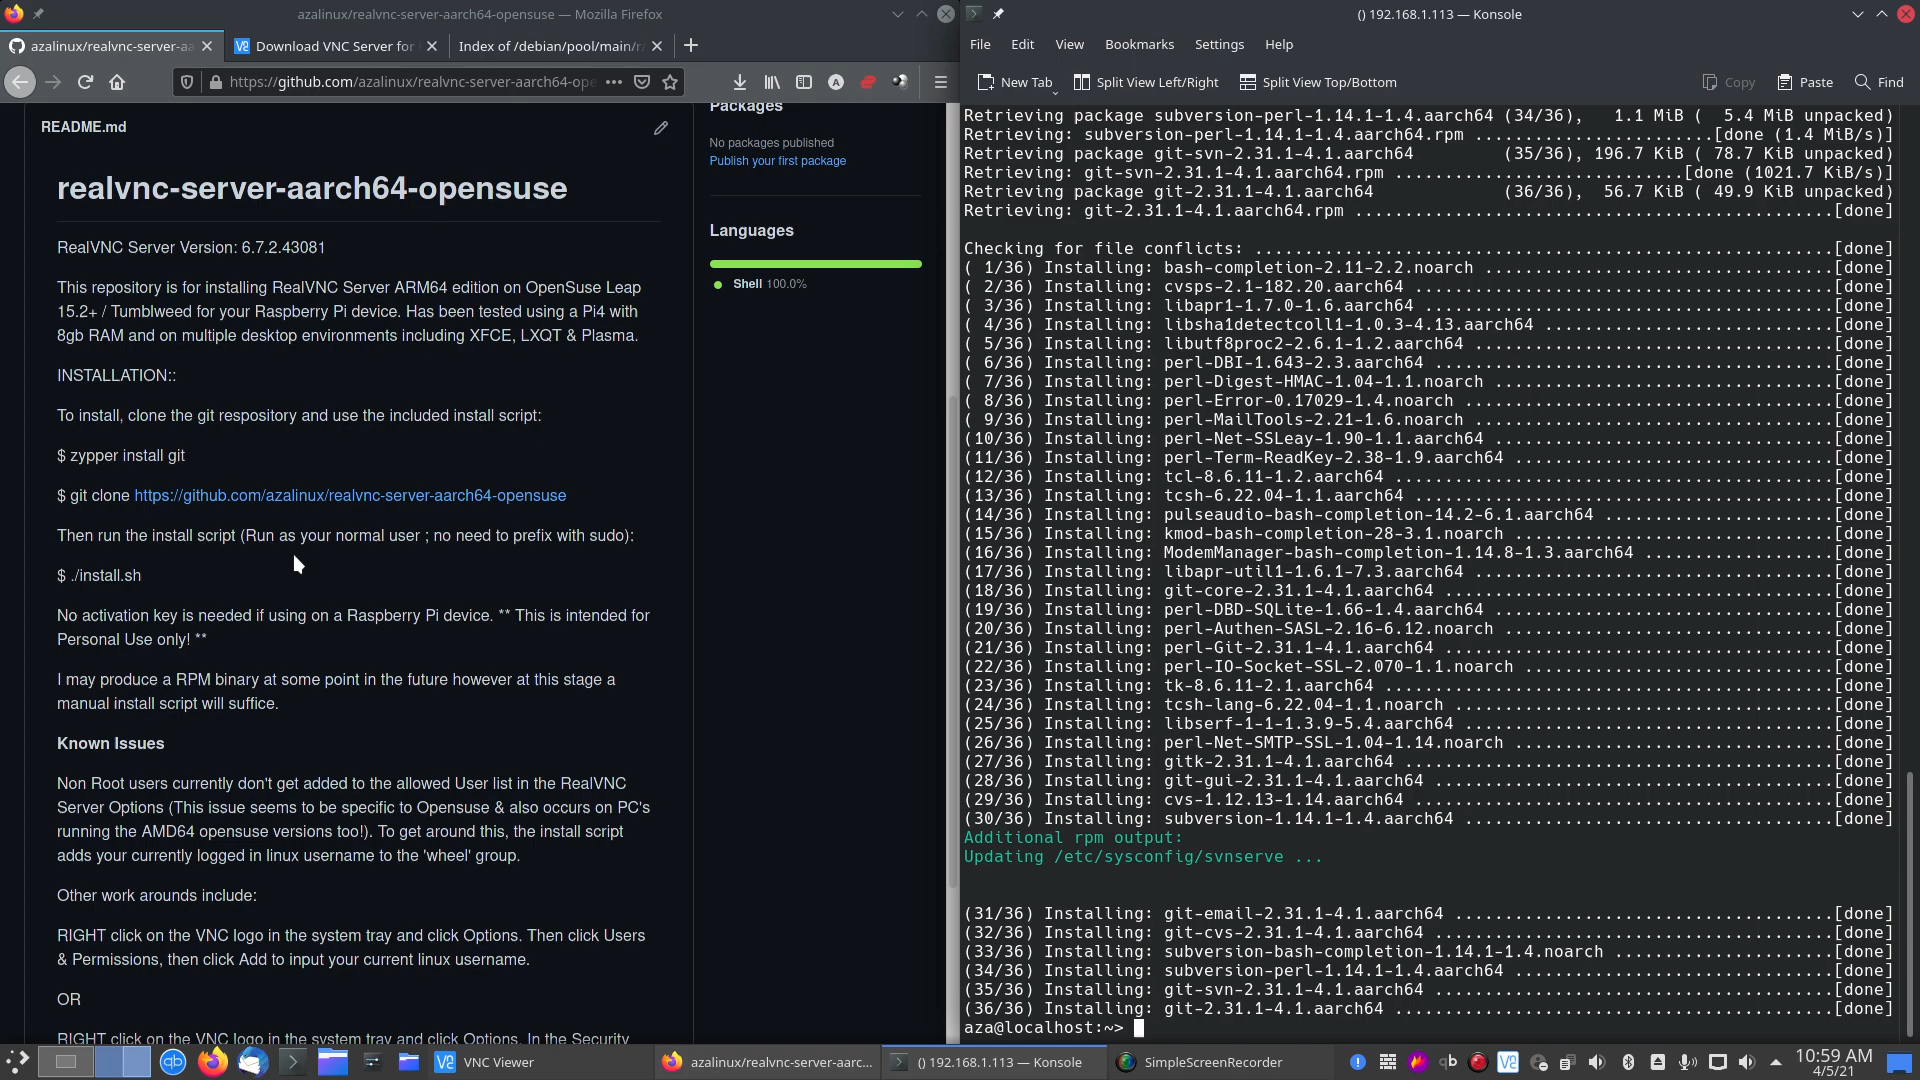 azalinux/realvnc-server-aarch64-opensuse — Mozilla Firefox
azalinux/realvnc-server-aa
Download VNC Server for
Index of /debian/pool/main/r
https://github.com/azalinux/realvnc-server-aarch64-ope
README.md
realvnc-server-aarch64-opensuse
RealVNC Server Version: 6.7.2.43081
This repository is for installing RealVNC Server ARM64 edition on OpenSuse Leap
15.2+ / Tumblweed for your Raspberry Pi device. Has been tested using a Pi4 with
8gb RAM and on multiple desktop environments including XFCE, LXQT & Plasma.
INSTALLATION::
To install, clone the git respository and use the included install script:
$ zypper install git
$ git clone https://github.com/azalinux/realvnc-server-aarch64-opensuse
Then run the install script (Run as your normal user ; no need to prefix with sudo):
$ ./install.sh
No activation key is needed if using on a Raspberry Pi device. ** This is intended for
Personal Use only! **
I may produce a RPM binary at some point in the future however at this stage a
manual install script will suffice.
Known Issues
Non Root users currently don't get added to the allowed User list in the RealVNC
Server Options (This issue seems to be specific to Opensuse & also occurs on PC's
running the AMD64 opensuse versions too!). To get around this, the install script
adds your currently logged in linux username to the 'wheel' group.
Other work arounds include:
RIGHT click on the VNC logo in the system tray and click Options. Then click Users
& Permissions, then click Add to input your current linux username.
OR
RIGHT click on the VNC logo in the system tray and click Options. In the Security
Packages
No packages published
Publish your first package
Languages
Shell 100.0%
() 192.168.1.113 — Konsole
File Edit View Bookmarks Settings Help
New Tab Split View Left/Right Split View Top/Bottom Copy Paste Find
Retrieving package subversion-perl-1.14.1-1.4.aarch64 (34/36),   1.1 MiB (  5.4 MiB unpacked)
Retrieving: subversion-perl-1.14.1-1.4.aarch64.rpm ........................[done (1.4 MiB/s)]
Retrieving package git-svn-2.31.1-4.1.aarch64         (35/36), 196.7 KiB ( 78.7 KiB unpacked)
Retrieving: git-svn-2.31.1-4.1.aarch64.rpm .............................[done (1021.7 KiB/s)]
Retrieving package git-2.31.1-4.1.aarch64             (36/36),  56.7 KiB ( 49.9 KiB unpacked)
Retrieving: git-2.31.1-4.1.aarch64.rpm ................................................[done]
Checking for file conflicts: ..........................................................[done]
( 1/36) Installing: bash-completion-2.11-2.2.noarch ...................................[done]
( 2/36) Installing: cvsps-2.1-182.20.aarch64 ..........................................[done]
( 3/36) Installing: libapr1-1.7.0-1.6.aarch64 .........................................[done]
( 4/36) Installing: libsha1detectcoll1-1.0.3-4.13.aarch64 .............................[done]
( 5/36) Installing: libutf8proc2-2.6.1-1.2.aarch64 ....................................[done]
( 6/36) Installing: perl-DBI-1.643-2.3.aarch64 ........................................[done]
( 7/36) Installing: perl-Digest-HMAC-1.04-1.1.noarch ..................................[done]
( 8/36) Installing: perl-Error-0.17029-1.4.noarch .....................................[done]
( 9/36) Installing: perl-MailTools-2.21-1.6.noarch ....................................[done]
(10/36) Installing: perl-Net-SSLeay-1.90-1.1.aarch64 ..................................[done]
(11/36) Installing: perl-Term-ReadKey-2.38-1.9.aarch64 ................................[done]
(12/36) Installing: tcl-8.6.11-1.2.aarch64 ............................................[done]
(13/36) Installing: tcsh-6.22.04-1.1.aarch64 ..........................................[done]
(14/36) Installing: pulseaudio-bash-completion-14.2-6.1.aarch64 .......................[done]
(15/36) Installing: kmod-bash-completion-28-3.1.noarch ................................[done]
(16/36) Installing: ModemManager-bash-completion-1.14.8-1.3.aarch64 ...................[done]
(17/36) Installing: libapr-util1-1.6.1-7.3.aarch64 ....................................[done]
(18/36) Installing: git-core-2.31.1-4.1.aarch64 .......................................[done]
(19/36) Installing: perl-DBD-SQLite-1.66-1.4.aarch64 ..................................[done]
(20/36) Installing: perl-Authen-SASL-2.16-6.12.noarch .................................[done]
(21/36) Installing: perl-Git-2.31.1-4.1.aarch64 .......................................[done]
(22/36) Installing: perl-IO-Socket-SSL-2.070-1.1.noarch ...............................[done]
(23/36) Installing: tk-8.6.11-2.1.aarch64 .............................................[done]
(24/36) Installing: tcsh-lang-6.22.04-1.1.noarch ......................................[done]
(25/36) Installing: libserf-1-1-1.3.9-5.4.aarch64 .....................................[done]
(26/36) Installing: perl-Net-SMTP-SSL-1.04-1.14.noarch ................................[done]
(27/36) Installing: gitk-2.31.1-4.1.aarch64 ...........................................[done]
(28/36) Installing: git-gui-2.31.1-4.1.aarch64 ........................................[done]
(29/36) Installing: cvs-1.12.13-1.14.aarch64 ..........................................[done]
(30/36) Installing: subversion-1.14.1-1.4.aarch64 .....................................[done]
Additional rpm output:
Updating /etc/sysconfig/svnserve ...
(31/36) Installing: git-email-2.31.1-4.1.aarch64 ......................................[done]
(32/36) Installing: git-cvs-2.31.1-4.1.aarch64 ........................................[done]
(33/36) Installing: subversion-bash-completion-1.14.1-1.4.noarch ......................[done]
(34/36) Installing: subversion-perl-1.14.1-1.4.aarch64 ................................[done]
(35/36) Installing: git-svn-2.31.1-4.1.aarch64 ........................................[done]
(36/36) Installing: git-2.31.1-4.1.aarch64 ............................................[done]
aza@localhost:~>
VNC Viewer
azalinux/realvnc-server-aarc...
() 192.168.1.113 — Konsole
SimpleScreenRecorder
10:59 AM
4/5/21